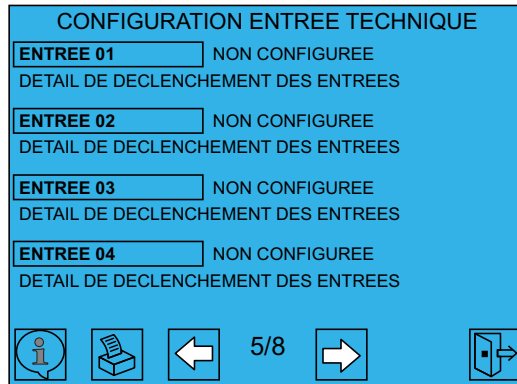 CONFIGURATION ENTREE TECHNIQUE
ENTREE 01 NON CONFIGUREE
DETAIL DE DECLENCHEMENT DES ENTREES
ENTREE 02 NON CONFIGUREE
DETAIL DE DECLENCHEMENT DES ENTREES
ENTREE 03 NON CONFIGUREE
DETAIL DE DECLENCHEMENT DES ENTREES
ENTREE 04 NON CONFIGUREE
DETAIL DE DECLENCHEMENT DES ENTREES
5/8